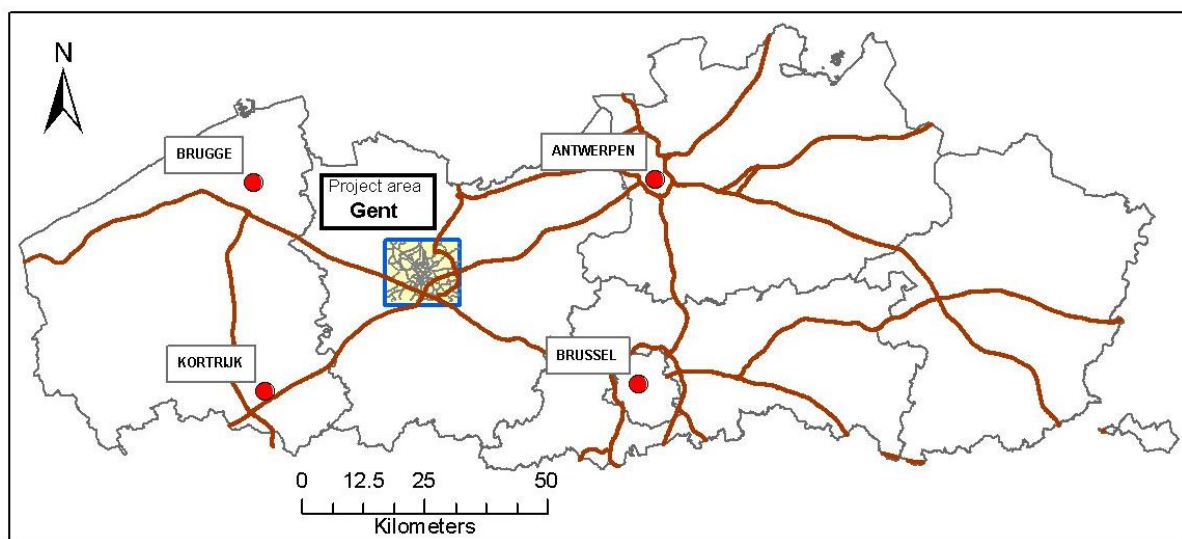 N
BRUGGE
ANTWERPEN
Project area
Gent
KORTRIJK
BRUSSEL
0 12.5 25 50
Kilometers